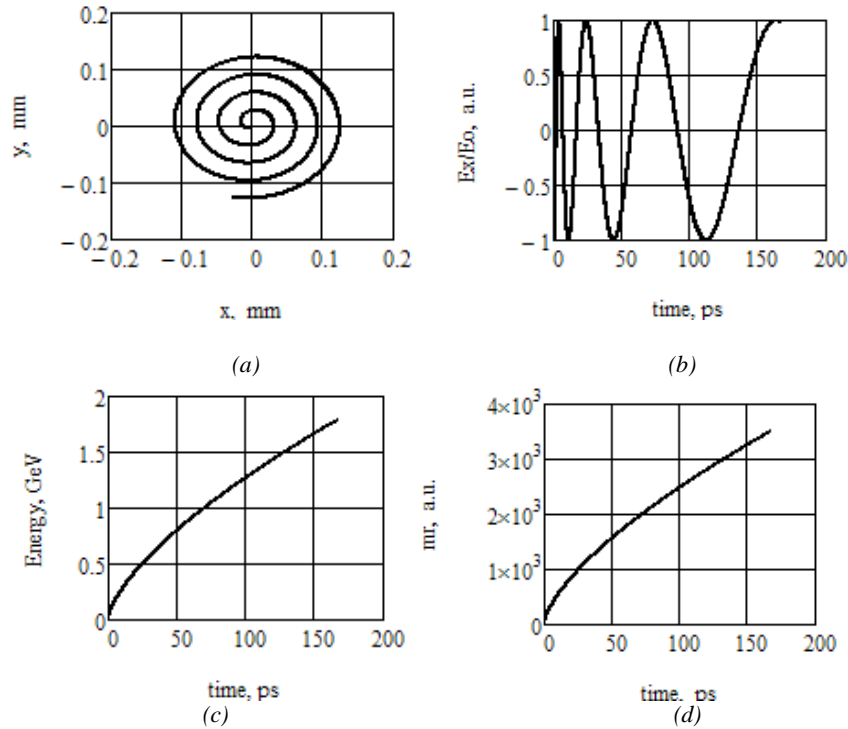 0.2
0.1
0
− 0.1
− 0.2
y, mm
− 0.2 − 0.1 0 0.1 0.2
x, mm
(a)
1
0.5
0
− 0.5
− 1
Ex/Eo, a.u.
0 50 100 150 200
time, ps
(b)
2
1.5
1
0.5
0
Energy, GeV
0 50 100 150 200
time, ps
(c)
4×10³
3×10³
2×10³
1×10³
0
mr, a.u.
0 50 100 150 200
time, ps
(d)